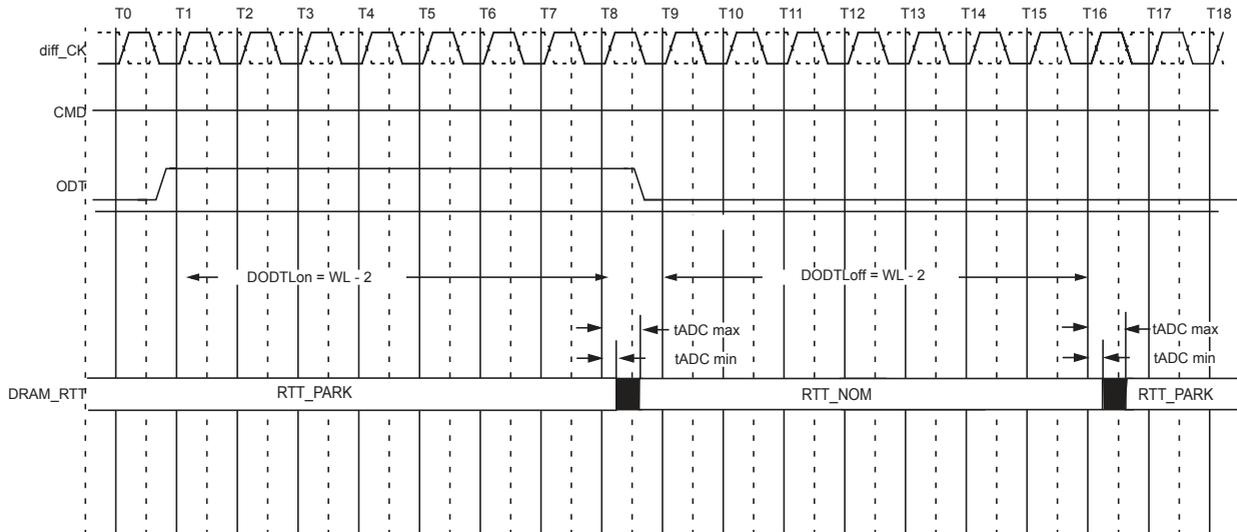 T0 T1 T2 T3 T4 T5 T6 T7 T8 T9 T10 T11 T12 T13 T14 T15 T16 T17 T18
diff_CK
CMD
ODT
DODTLon = WL - 2 DODTLoff = WL - 2
tADC max tADC max
tADC min tADC min
DRAM_RTT RTT_PARK RTT_NOM RTT_PARK